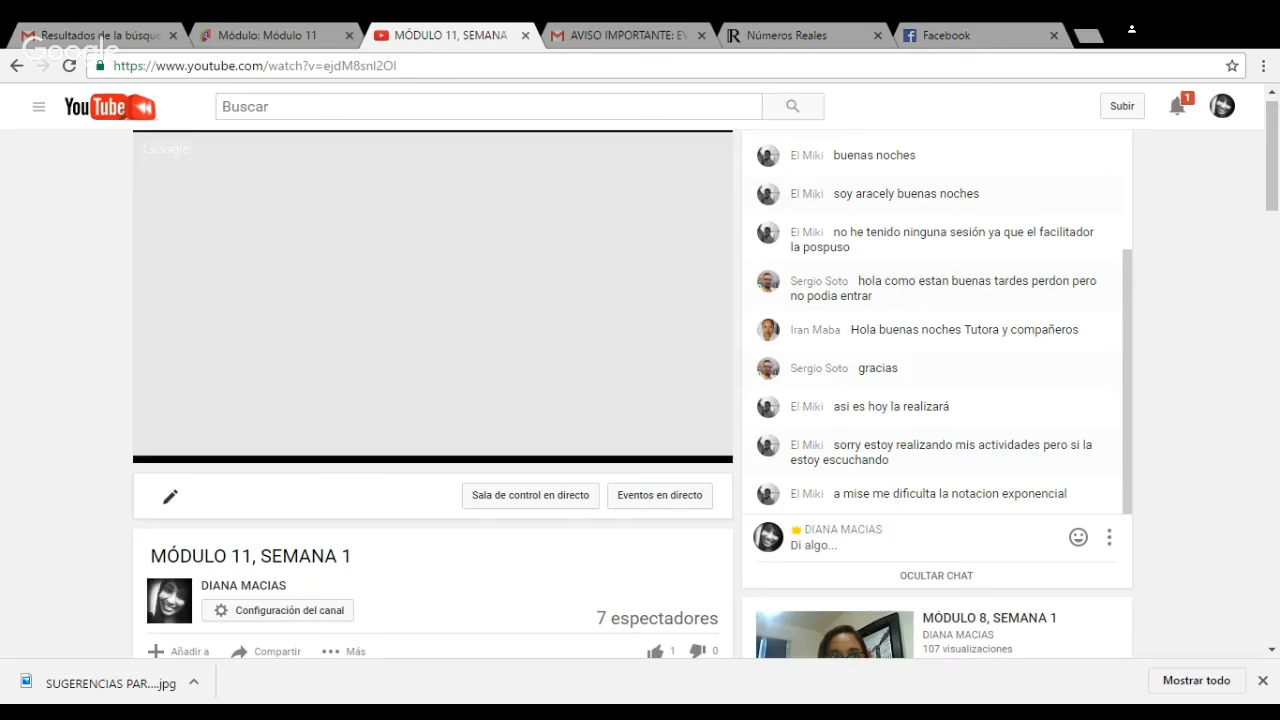 Resultados de la búsque
Módulo: Módulo 11
MÓDULO 11, SEMANA
AVISO IMPORTANTE: EV
Números Reales
Facebook
Google
https://www.youtube.com/watch?v=ejdM8snI2OI
YouTube
Buscar
Subir
1
Google
El Miki buenas noches
El Miki soy aracely buenas noches
El Miki no he tenido ninguna sesión ya que el facilitador
la pospuso
Sergio Soto hola como estan buenas tardes perdon pero
no podia entrar
Iran Maba Hola buenas noches Tutora y compañeros
Sergio Soto gracias
El Miki asi es hoy la realizará
El Miki sorry estoy realizando mis actividades pero si la
estoy escuchando
El Miki a mise me dificulta la notacion exponencial
DIANA MACIAS
Di algo...
OCULTAR CHAT
Sala de control en directo
Eventos en directo
MÓDULO 11, SEMANA 1
DIANA MACIAS
Configuración del canal
7 espectadores
Añadir a
Compartir
Más
1
0
MÓDULO 8, SEMANA 1
DIANA MACIAS
107 visualizaciones
SUGERENCIAS PAR....jpg
Mostrar todo